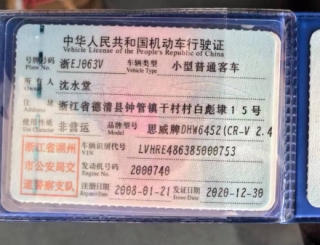 中华人民共和国机动车行驶证
Vehicle License of the People's Republic of China
号牌号码 浙EJ063V 车辆类型 小型普通客车
Plate No. Vehicle Type
所有人 沈水堂
Owner
住址 浙江省德清县钟管镇干村村白彪埭15号
Address
使用性质 非营运 品牌型号 思威牌DHW6452(CR-V 2.4
Use Character Model
浙江省湖州市公安局交通警察支队
车辆识别代号 LVHRE486385000753
VIN
发动机号码 2000740
Engine No.
注册日期 2008-01-21 发证日期 2020-12-30
Register Date Issue Date